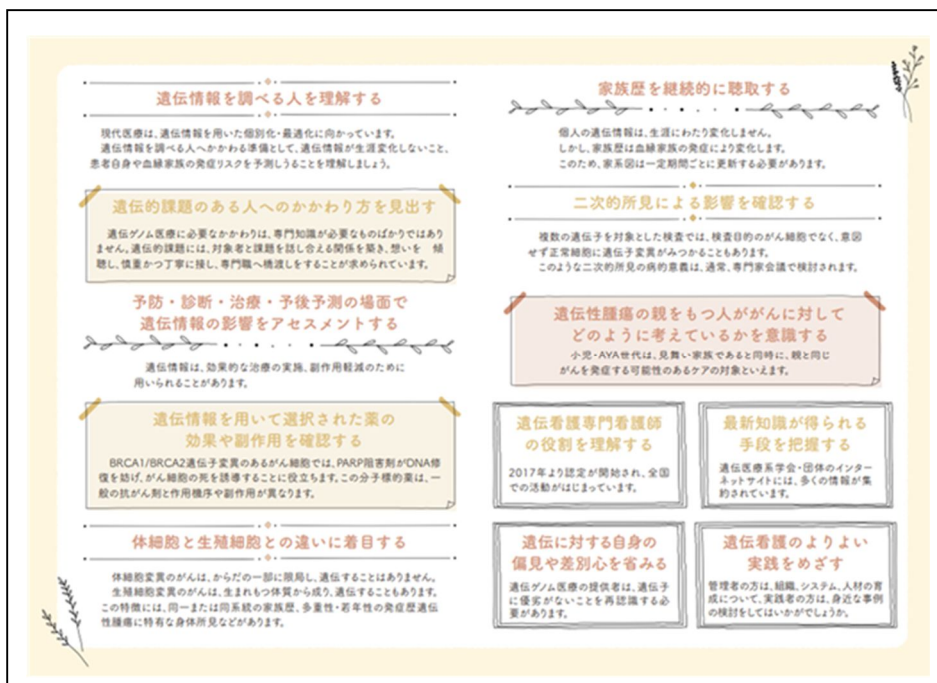 遺伝情報を調べる人を理解する
現代医療は、遺伝情報を用いた個別化・最適化に向かっています。
遺伝情報を調べる人へかかわる準備として、遺伝情報が生涯変化しないこと、
患者自身や血縁家族の発症リスクを予測しうることを理解しましょう。
遺伝的課題のある人へのかかわり方を見出す
遺伝ゲノム医療に必要なかかわりは、専門知識が必要なものばかりではあり
ません。遺伝的課題には、対象者と課題を話し合える関係を築き、想いを　傾
聴し、慎重かつ丁寧に接し、専門職へ橋渡しをすることが求められています。
予防・診断・治療・予後予測の場面で
遺伝情報の影響をアセスメントする
遺伝情報は、効果的な治療の実施、副作用軽減のために
用いられることがあります。
遺伝情報を用いて選択された薬の
効果や副作用を確認する
BRCA1/BRCA2遺伝子変異のあるがん細胞では、PARP阻害剤がDNA修
復を妨げ、がん細胞の死を誘導することに役立ちます。この分子標的薬は、一
般の抗がん剤と作用機序や副作用が異なります。
体細胞と生殖細胞との違いに着目する
体細胞変異のがんは、からだの一部に限局し、遺伝することはありません。
生殖細胞変異のがんは、生まれもつ体質から成り、遺伝することもあります。
この特徴には、同一または同系統の家族歴、多重性・若年性の発症歴遺伝
性腫瘍に特有な身体所見などがあります。
家族歴を継続的に聴取する
個人の遺伝情報は、生涯にわたり変化しません。
しかし、家族歴は血縁家族の発症により変化します。
このため、家系図は一定期間ごとに更新する必要があります。
二次的所見による影響を確認する
複数の遺伝子を対象とした検査では、検査目的のがん細胞でなく、意図
せず正常細胞に遺伝子変異がみつかることもあります。
このような二次的所見の病的意義は、通常、専門家会議で検討されます。
遺伝性腫瘍の親をもつ人ががんに対して
どのように考えているかを意識する
小児・AYA世代は、見舞い家族であると同時に、親と同じ
がんを発症する可能性のあるケアの対象といえます。
遺伝看護専門看護師
の役割を理解する
2017年より認定が開始され、全国
での活動がはじまっています。
最新知識が得られる
手段を把握する
遺伝医療系学会・団体のインター
ネットサイトには、多くの情報が集
約されています。
遺伝に対する自身の
偏見や差別心を省みる
遺伝ゲノム医療の提供者は、遺伝子
に優劣がないことを再認識する必
要があります。
遺伝看護のよりよい
実践をめざす
管理者の方は、組織、システム、人材の育
成について、実践者の方は、身近な事例
の検討をしてはいかがでしょうか。